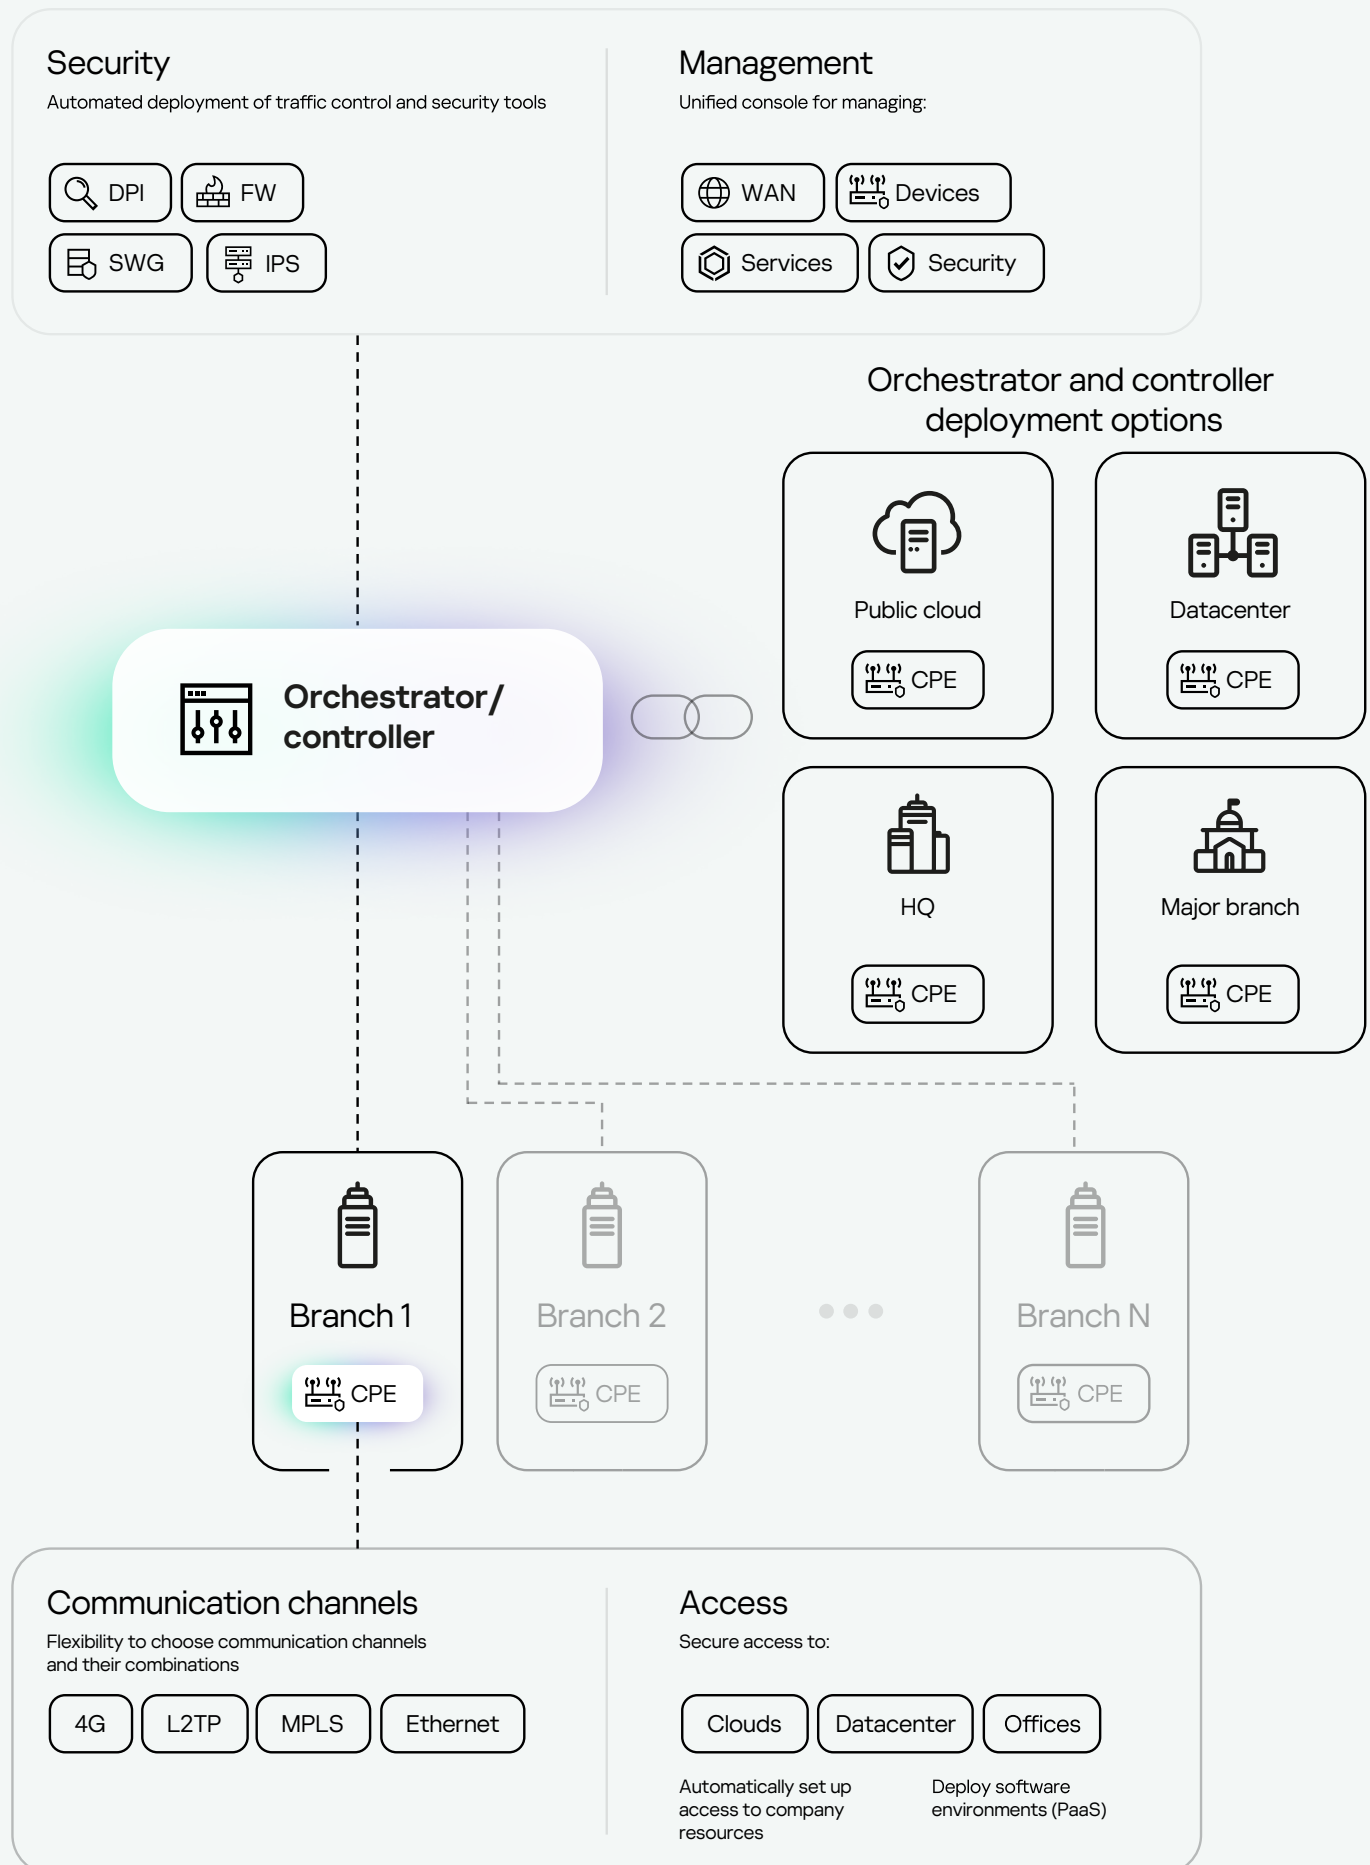 Security
Automated deployment of traffic control and security tools
DPI
FW
SWG
IPS
Management
Unified console for managing:
WAN
Devices
Services
Security
Orchestrator and controller
deployment options
Public cloud
CPE
Datacenter
CPE
Orchestrator/
controller
HQ
CPE
Major branch
CPE
Branch 1
CPE
Branch 2
CPE
Branch N
CPE
Communication channels
Flexibility to choose communication channels
and their combinations
4G
L2TP
MPLS
Ethernet
Access
Secure access to:
Clouds
Datacenter
Offices
Automatically set up
access to company
resources
Deploy software
environments (PaaS)